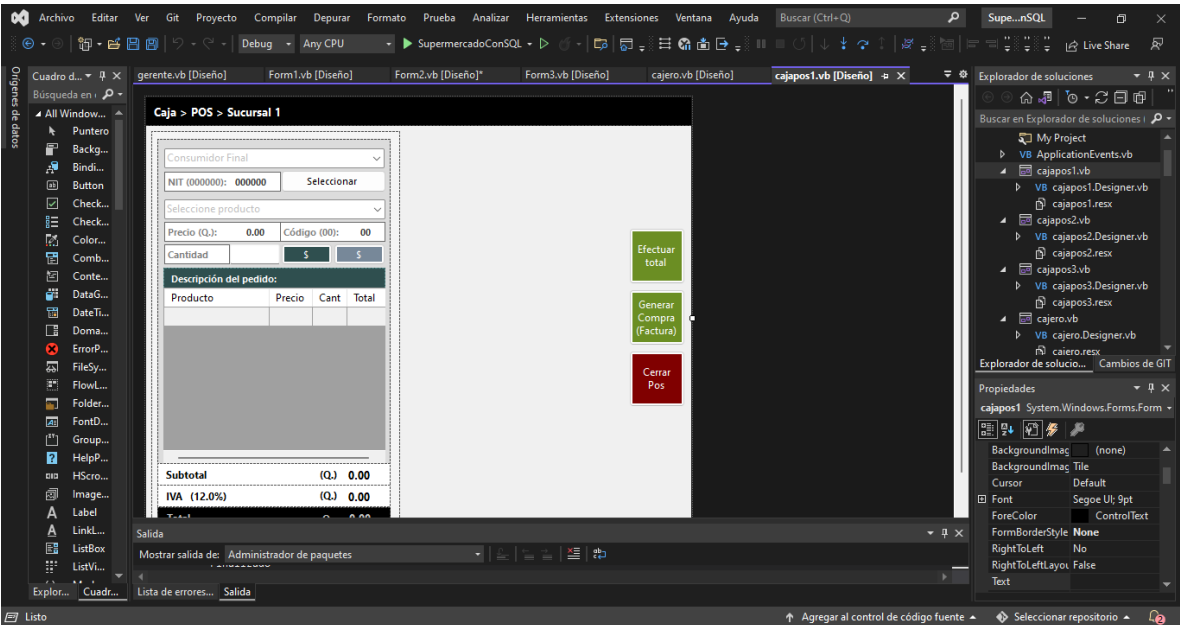 Archivo Editar Ver Git Proyecto Compilar Depurar Formato Prueba Analizar Herramientas Extensiones Ventana Ayuda Buscar (Ctrl+Q) Supe...nSQL
Debug Any CPU SupermercadoConSQL Live Share
Orígenes de datos
Cuadro d...
Búsqueda en
All Window...
Puntero
Backg...
Bindi...
Button
Check...
Check...
Color...
Comb...
Conte...
DataG...
DateTi...
Doma...
ErrorP...
FileSy...
FlowL...
Folder...
FontD...
Group...
HelpP...
HScro...
Image...
Label
LinkL...
ListBox
ListVi...
Explor... Cuadr...
gerente.vb [Diseño] Form1.vb [Diseño] Form2.vb [Diseño]* Form3.vb [Diseño] cajero.vb [Diseño] cajapos1.vb [Diseño]
Caja > POS > Sucursal 1
Consumidor Final
NIT (000000): 000000 Seleccionar
Seleccione producto
Precio (Q.): 0.00 Código (00): 00
Cantidad $ $
Descripción del pedido:
Producto Precio Cant Total
Subtotal (Q.) 0.00
IVA (12.0%) (Q.) 0.00
Efectuar
total
Generar
Compra
(Factura)
Cerrar
Pos
Salida
Mostrar salida de: Administrador de paquetes
Lista de errores... Salida
Explorador de soluciones
Buscar en Explorador de soluciones
My Project
VB ApplicationEvents.vb
cajapos1.vb
VB cajapos1.Designer.vb
cajapos1.resx
cajapos2.vb
VB cajapos2.Designer.vb
cajapos2.resx
cajapos3.vb
VB cajapos3.Designer.vb
cajapos3.resx
cajero.vb
VB cajero.Designer.vb
cajero.resx
Explorador de solucio... Cambios de GIT
Propiedades
cajapos1 System.Windows.Forms.Form
BackgroundImag (none)
BackgroundImag Tile
Cursor Default
Font Segoe UI; 9pt
ForeColor ControlText
FormBorderStyle None
RightToLeft No
RightToLeftLayou False
Text
Listo Agregar al control de código fuente Seleccionar repositorio 2